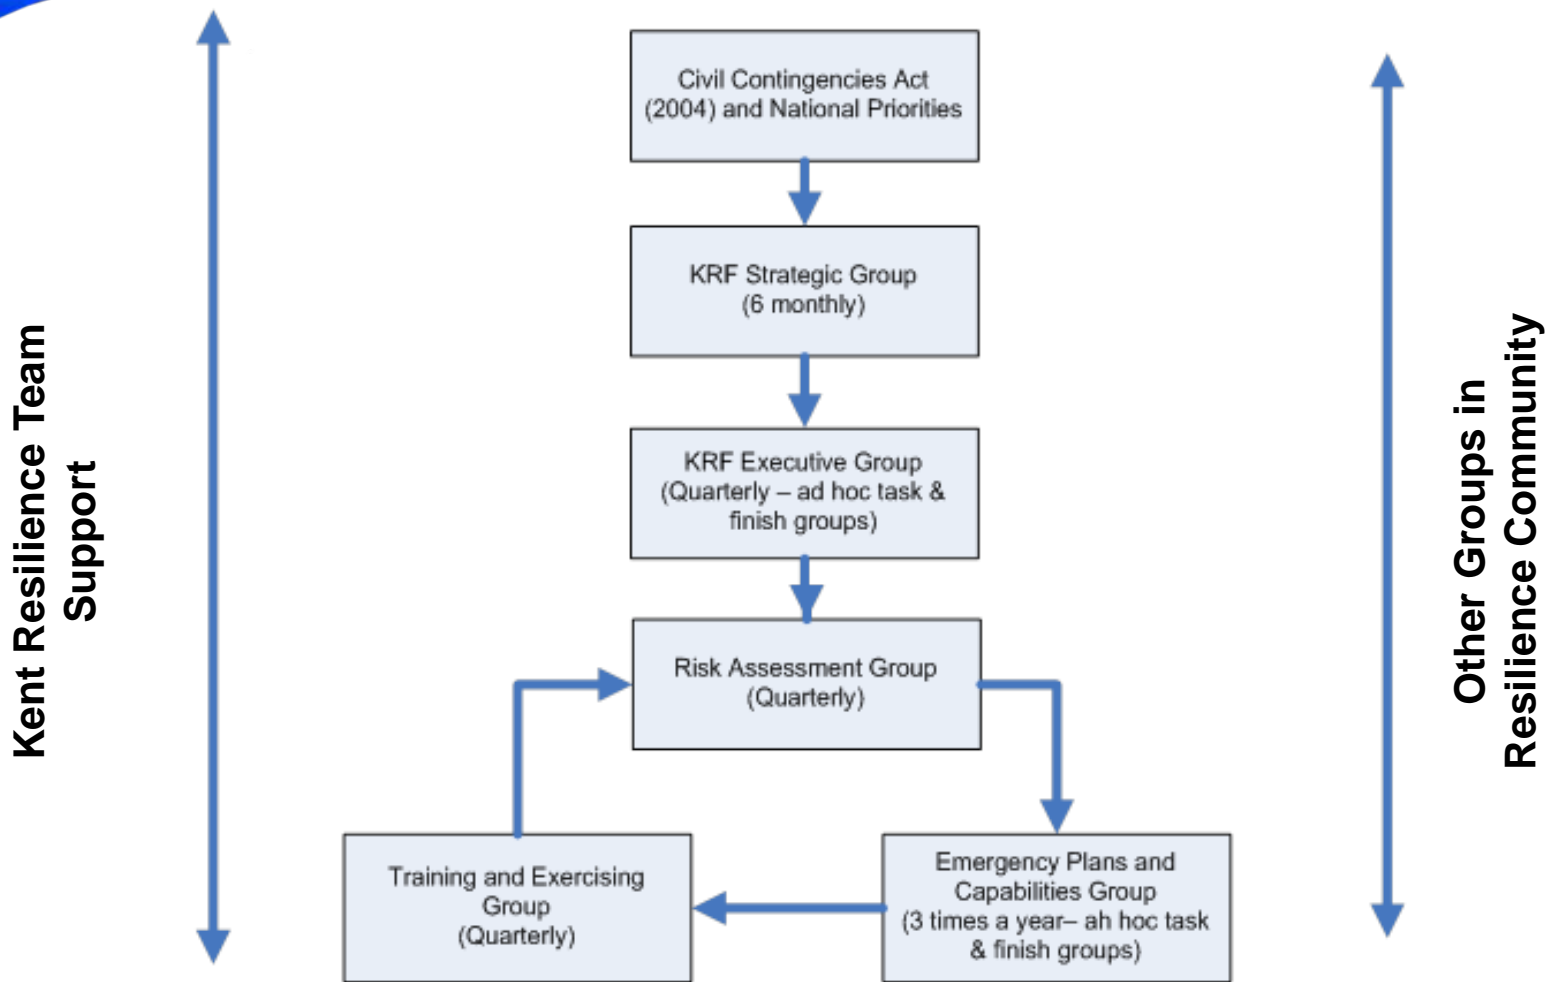 Civil Contingencies Act
(2004) and National Priorities
KRF Strategic Group
(6 monthly)
KRF Executive Group
(Quarterly – ad hoc task &
finish groups)
Risk Assessment Group
(Quarterly)
Training and Exercising
Group
(Quarterly)
Emergency Plans and
Capabilities Group
(3 times a year– ah hoc task
& finish groups)
Kent Resilience Team
Support
Other Groups in
Resilience Community